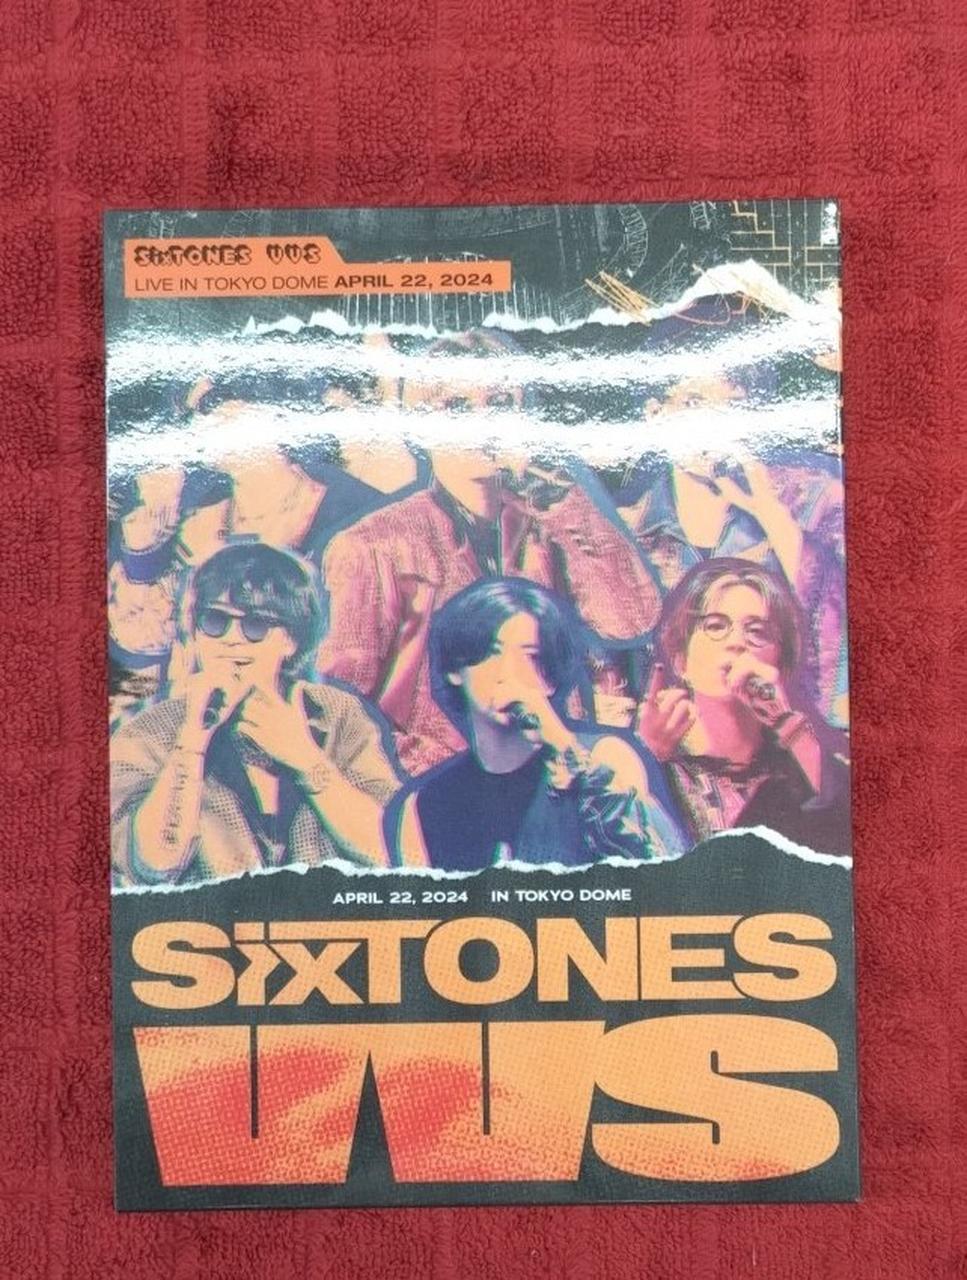 SixTONES VVS
LIVE IN TOKYO DOME APRIL 22, 2024
APRIL 22, 2024 IN TOKYO DOME
SixTONES
VVS